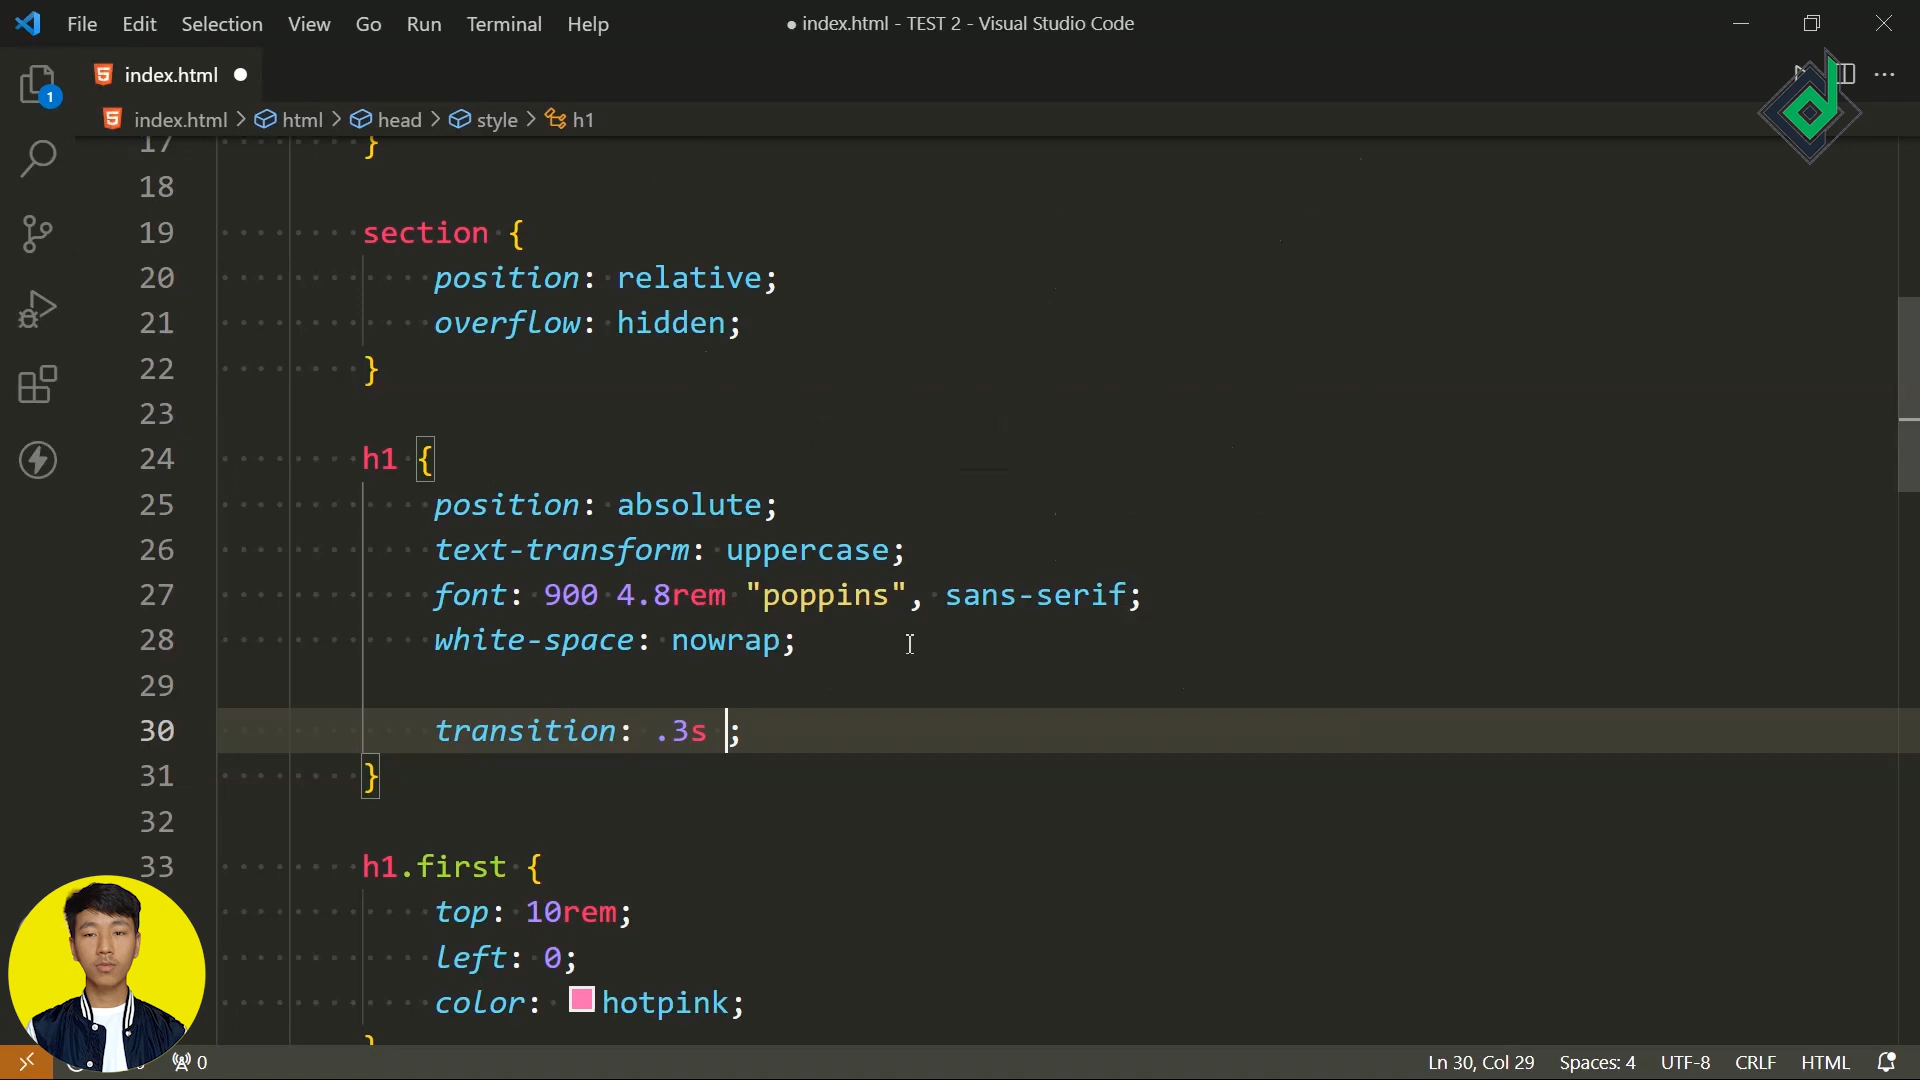 File Edit Selection View Go Run Terminal Help ● index.html - TEST 2 - Visual Studio Code
index.html ●
index.html > html > head > style > h1
1
17 }
18
19 section {
20 position: relative;
21 overflow: hidden;
22 }
23
24 h1 {
25 position: absolute;
26 text-transform: uppercase;
27 font: 900 4.8rem "poppins", sans-serif;
28 white-space: nowrap;
29
30 transition: .3s ;
31 }
32
33 h1.first {
top: 10rem;
left: 0;
color: hotpink;
}
0 Ln 30, Col 29 Spaces: 4 UTF-8 CRLF HTML